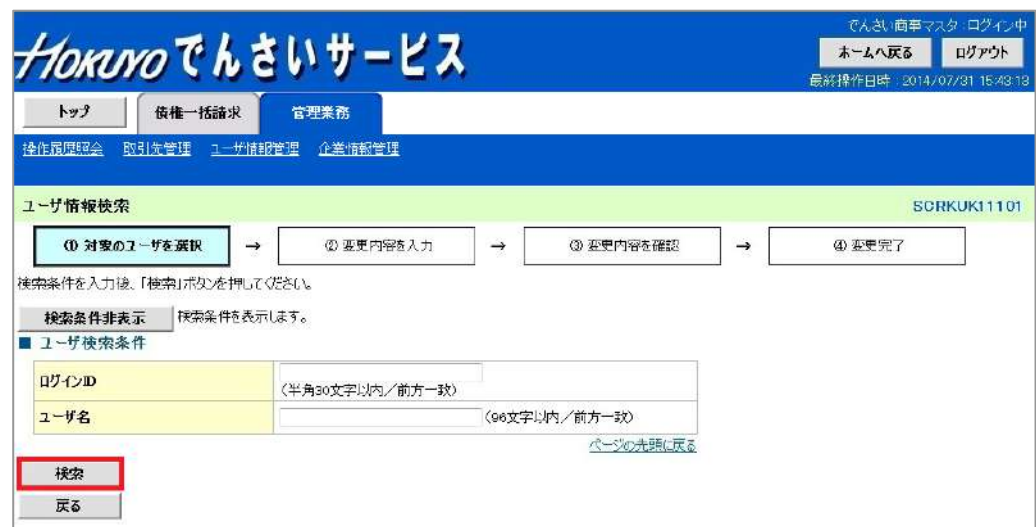 でんさい商事マスタ:ログイン中
HOKUYOでんさいサービス
ホームへ戻る ログアウト
最終操作日時:2014/07/31 15:43:13
トップ 債権一括請求 管理業務
操作履歴照会 取引先管理 ユーザ情報管理 企業情報管理
ユーザ情報検索 SCRKUK11101
① 対象のユーザを選択 → ② 変更内容を入力 → ③ 変更内容を確認 → ④ 変更完了
検索条件を入力後、「検索」ボタンを押してください。
検索条件非表示 検索条件を表示します。
■ ユーザ検索条件
ログインID
(半角30文字以内/前方一致)
ユーザ名 (96文字以内/前方一致)
ページの先頭に戻る
検索
戻る